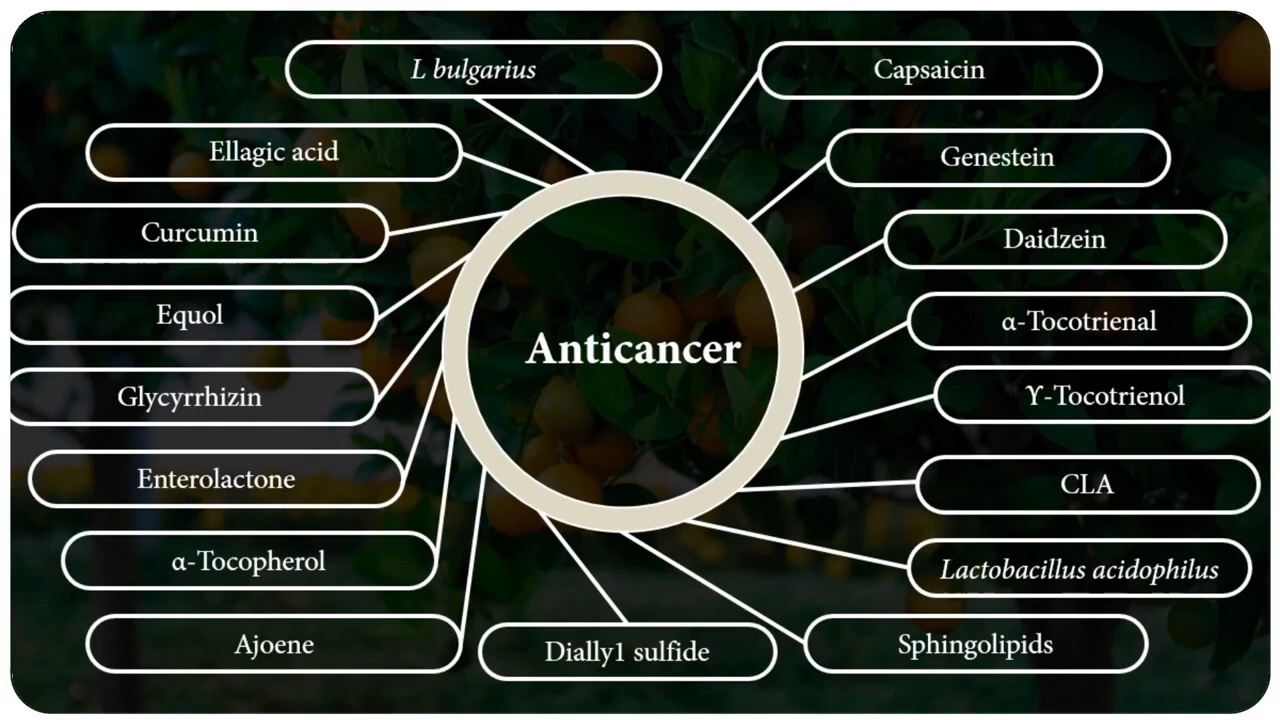 L bulgarius
Capsaicin
Ellagic acid
Genestein
Curcumin
Daidzein
Equol
α-Tocotrienal
Glycyrrhizin
ϒ-Tocotrienol
Anticancer
Enterolactone
CLA
α-Tocopherol
Lactobacillus acidophilus
Ajoene
Dially1 sulfide
Sphingolipids